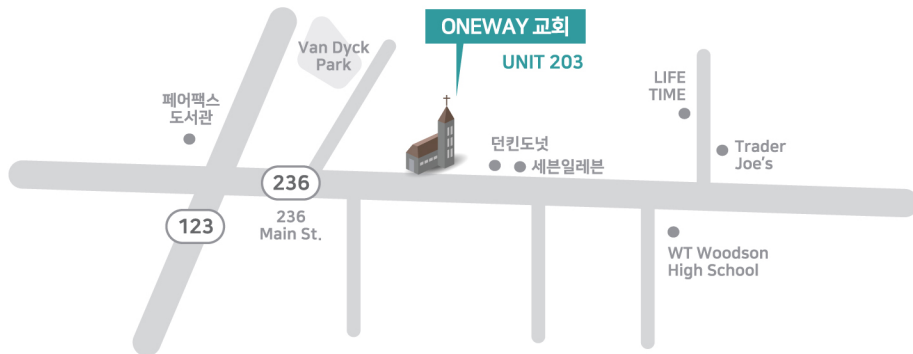 ONEWAY 교회
UNIT 203
Van Dyck
Park
페어팩스
도서관
LIFE
TIME
던킨도넛
세븐일레븐
Trader
Joe's
236
236
Main St.
123
WT Woodson
High School